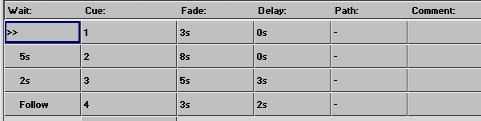 Wait: Cue: Fade: Delay: Path: Comment:
>> 1 3s 0s -
5s 2 8s 0s -
2s 3 5s 3s -
Follow 4 3s 2s -